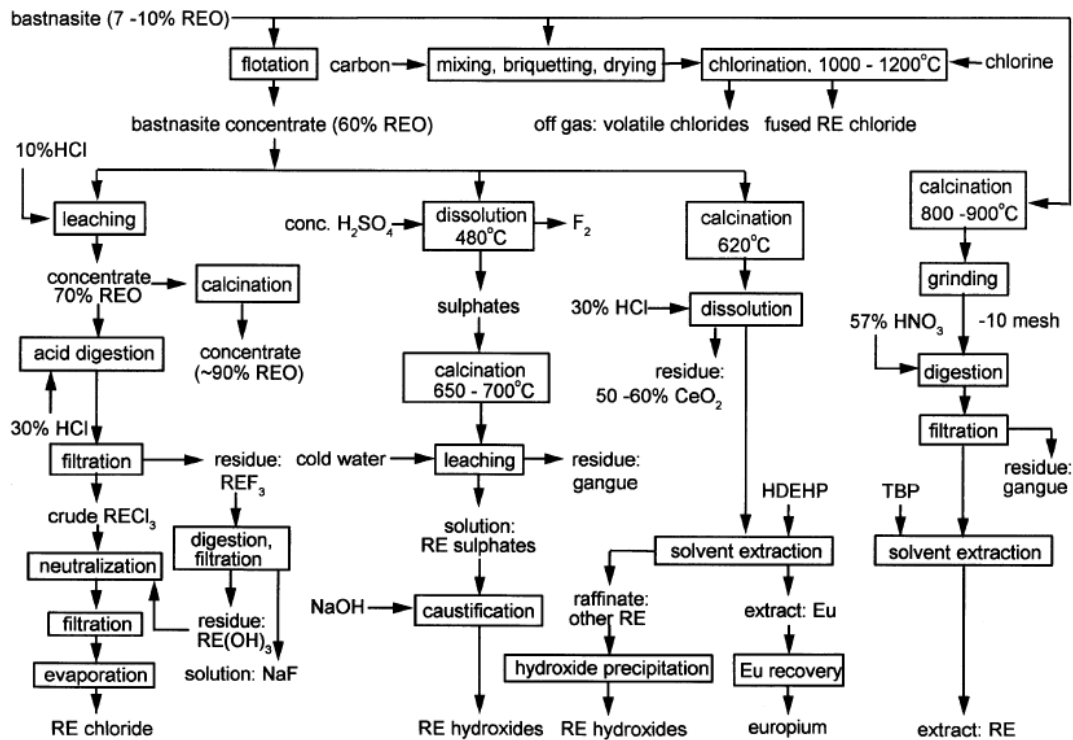 bastnasite (7 -10% REO)
flotation
carbon
mixing, briquetting, drying
chlorination, 1000 - 1200°C
chlorine
bastnasite concentrate (60% REO)
off gas: volatile chlorides
fused RE chloride
10%HCl
leaching
conc. H₂SO₄
dissolution
480°C
F₂
calcination
620°C
calcination
800 -900°C
concentrate
70% REO
calcination
sulphates
30% HCl
dissolution
grinding
57% HNO₃
-10 mesh
acid digestion
concentrate
(~90% REO)
calcination
650 - 700°C
residue:
50 -60% CeO₂
digestion
30% HCl
filtration
residue:
REF₃
cold water
leaching
residue:
gangue
filtration
residue:
gangue
crude RECl₃
HDEHP
TBP
digestion,
filtration
solution:
RE sulphates
neutralization
solvent extraction
solvent extraction
NaOH
caustification
filtration
residue:
RE(OH)₃
raffinate:
other RE
extract: Eu
evaporation
solution: NaF
hydroxide precipitation
Eu recovery
RE chloride
RE hydroxides
RE hydroxides
europium
extract: RE